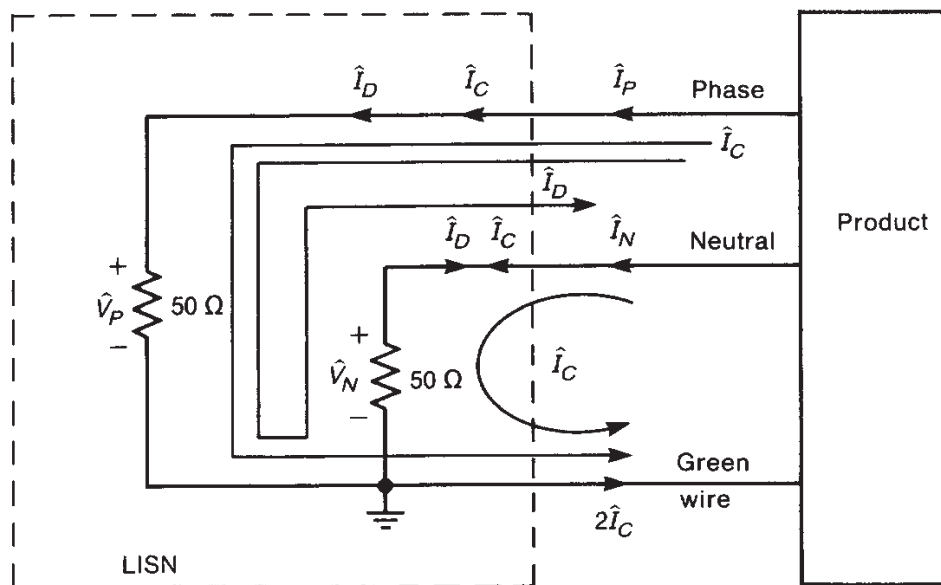 Î_D Î_C Î_P Phase
Î_C
Î_D
Product
Î_D Î_C Î_N Neutral
+
V̂_P 50 Ω
−
+
V̂_N 50 Ω
−
Î_C
Green
wire
2Î_C
LISN